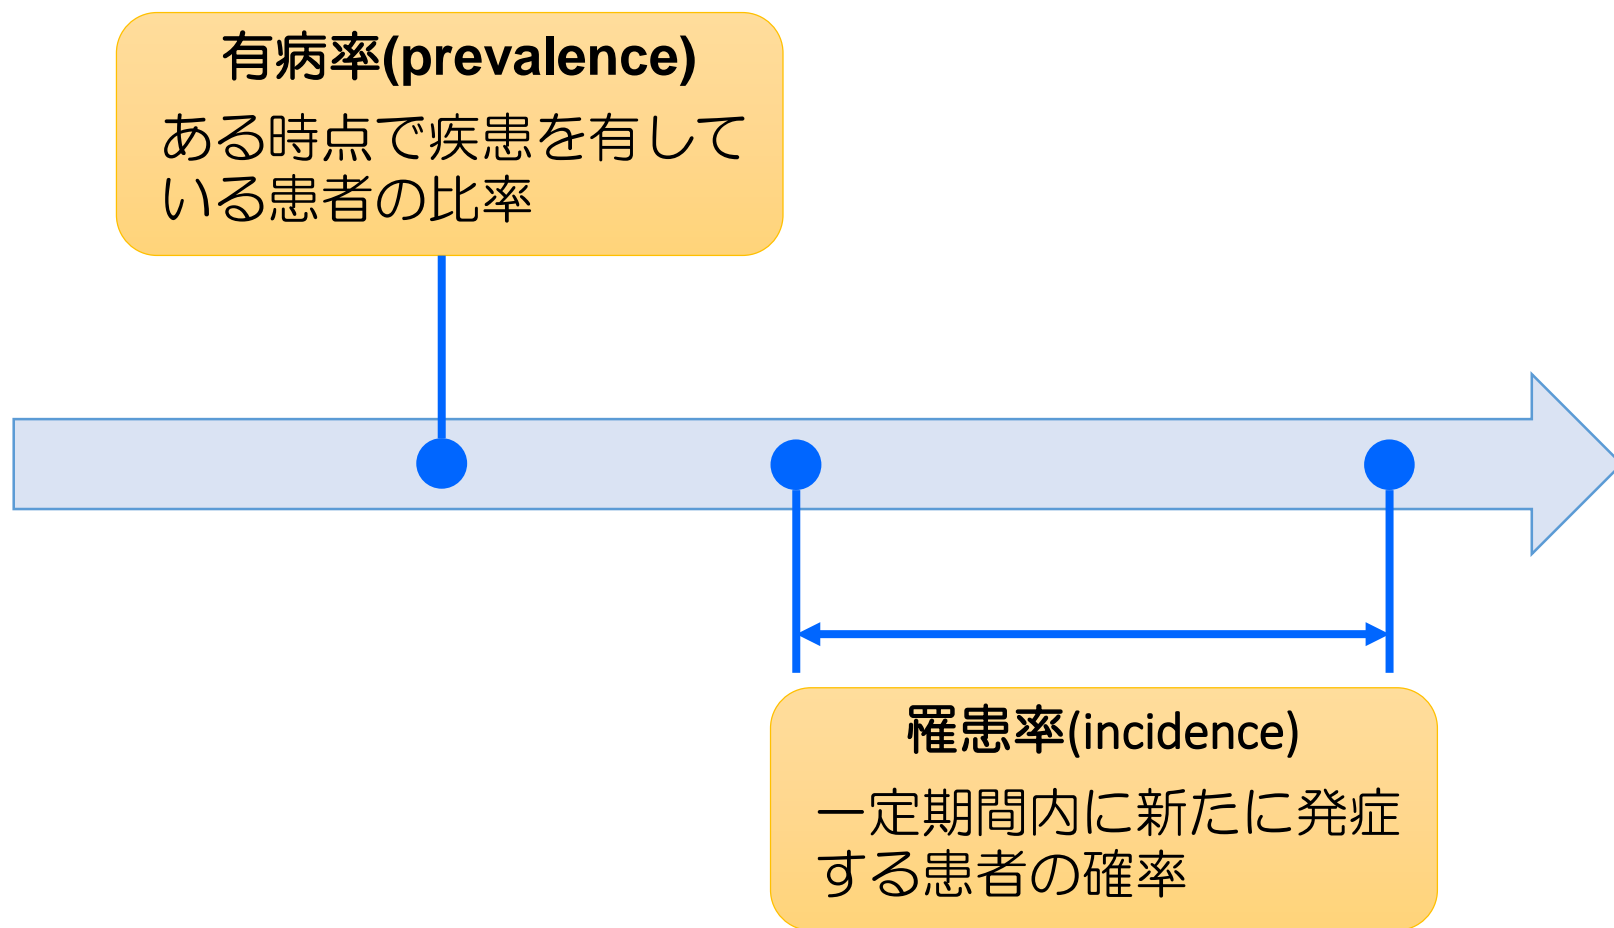 有病率(prevalence)
ある時点で疾患を有して
いる患者の比率
罹患率(incidence)
一定期間内に新たに発症
する患者の確率